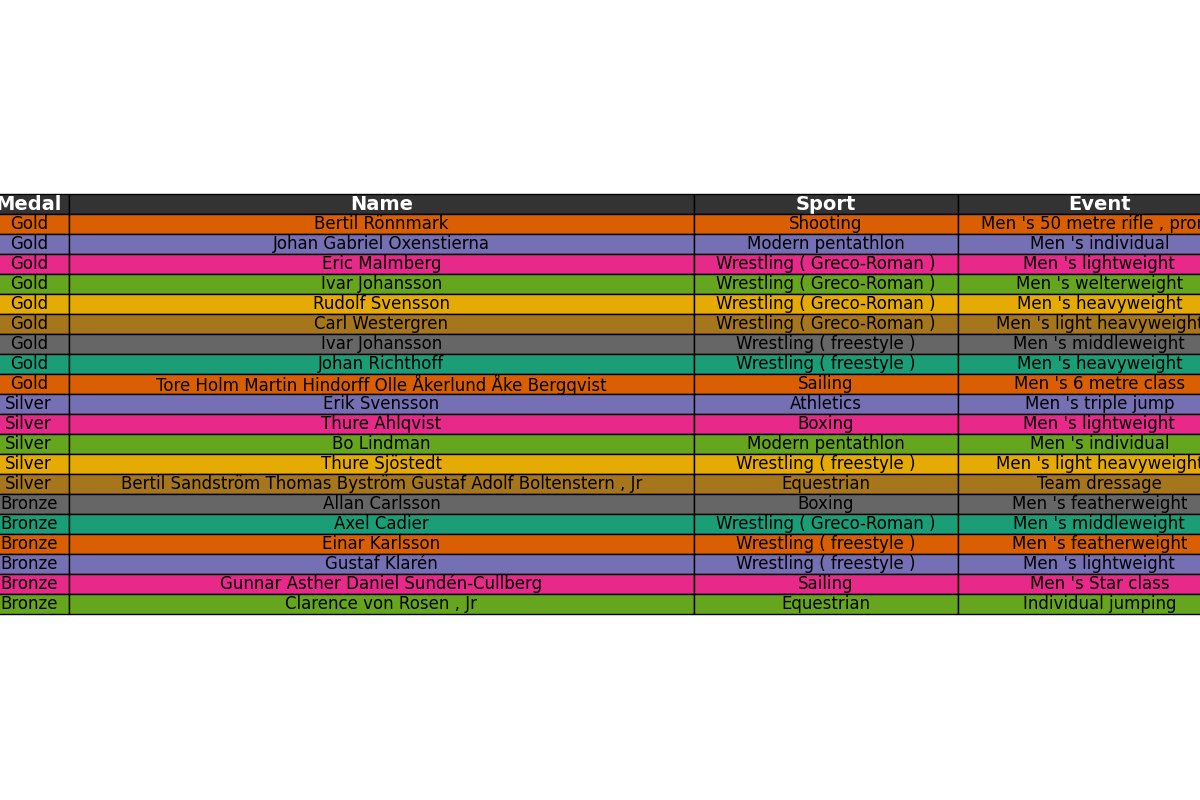 Medal Name Sport Event
Gold Bertil Rönnmark Shooting Men 's 50 metre rifle ,
Gold Johan Gabriel Oxenstierna Modern pentathlon Men 's individual
Gold Eric Malmberg Wrestling ( Greco-Roman ) Men 's lightweight
Gold Ivar Johansson Wrestling ( Greco-Roman ) Men 's welterweight
Gold Rudolf Svensson Wrestling ( Greco-Roman ) Men 's heavyweight
Gold Carl Westergren Wrestling ( Greco-Roman ) Men 's light heavyweight
Gold Ivar Johansson Wrestling ( freestyle ) Men 's middleweight
Gold Johan Richthoff Wrestling ( freestyle ) Men 's heavyweight
Gold Tore Holm Martin Hindorff Olle Åkerlund Åke Bergqvist Sailing Men 's 6 metre class
Silver Erik Svensson Athletics Men 's triple jump
Silver Thure Ahlqvist Boxing Men 's lightweight
Silver Bo Lindman Modern pentathlon Men 's individual
Silver Thure Sjöstedt Wrestling ( freestyle ) Men 's light heavyweight
Silver Bertil Sandström Thomas Byström Gustaf Adolf Boltenstern , Jr Equestrian Team dressage
Bronze Allan Carlsson Boxing Men 's featherweight
Bronze Axel Cadier Wrestling ( Greco-Roman ) Men 's middleweight
Bronze Einar Karlsson Wrestling ( freestyle ) Men 's featherweight
Bronze Gustaf Klarén Wrestling ( freestyle ) Men 's lightweight
Bronze Gunnar Asther Daniel Sundén-Cullberg Sailing Men 's Star class
Bronze Clarence von Rosen , Jr Equestrian Individual jumping